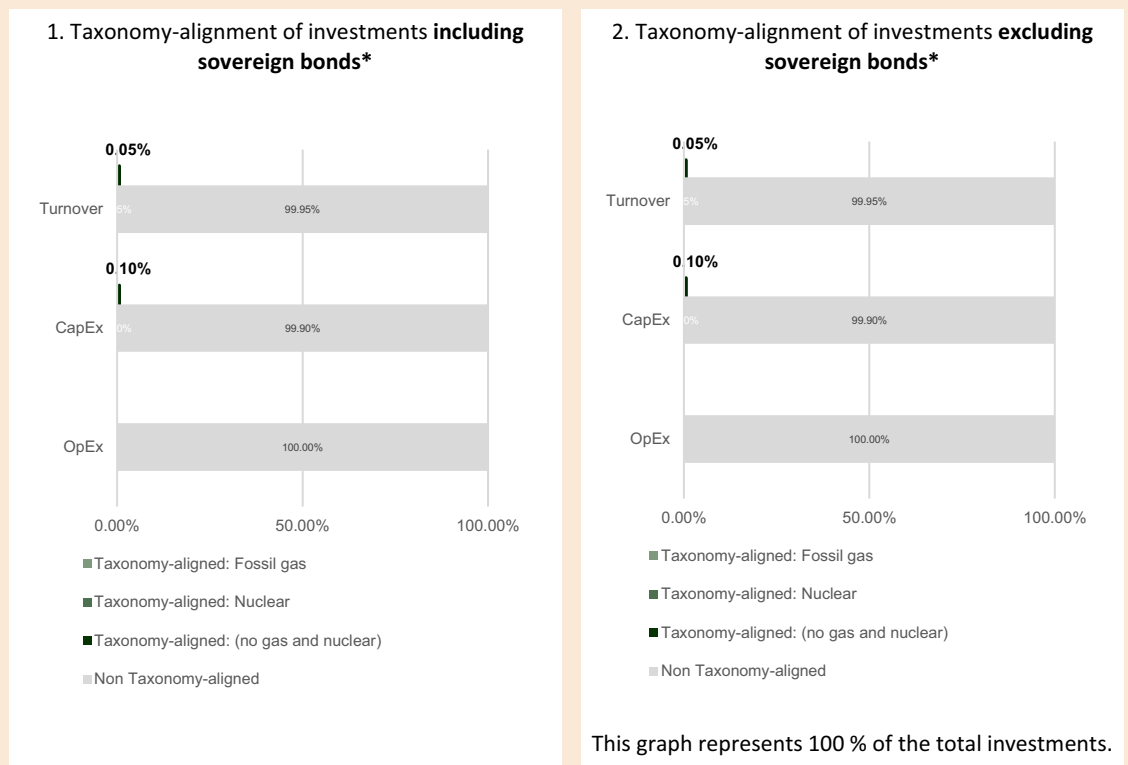 1. Taxonomy-alignment of investments including
sovereign bonds*
0.05%
Turnover
5%
99.95%
0.10%
CapEx
0%
99.90%
OpEx
100.00%
0.00%
50.00%
100.00%
Taxonomy-aligned: Fossil gas
Taxonomy-aligned: Nuclear
Taxonomy-aligned: (no gas and nuclear)
Non Taxonomy-aligned
2. Taxonomy-alignment of investments excluding
sovereign bonds*
0.05%
Turnover
5%
99.95%
0.10%
CapEx
0%
99.90%
OpEx
100.00%
0.00%
50.00%
100.00%
Taxonomy-aligned: Fossil gas
Taxonomy-aligned: Nuclear
Taxonomy-aligned: (no gas and nuclear)
Non Taxonomy-aligned
This graph represents 100 % of the total investments.